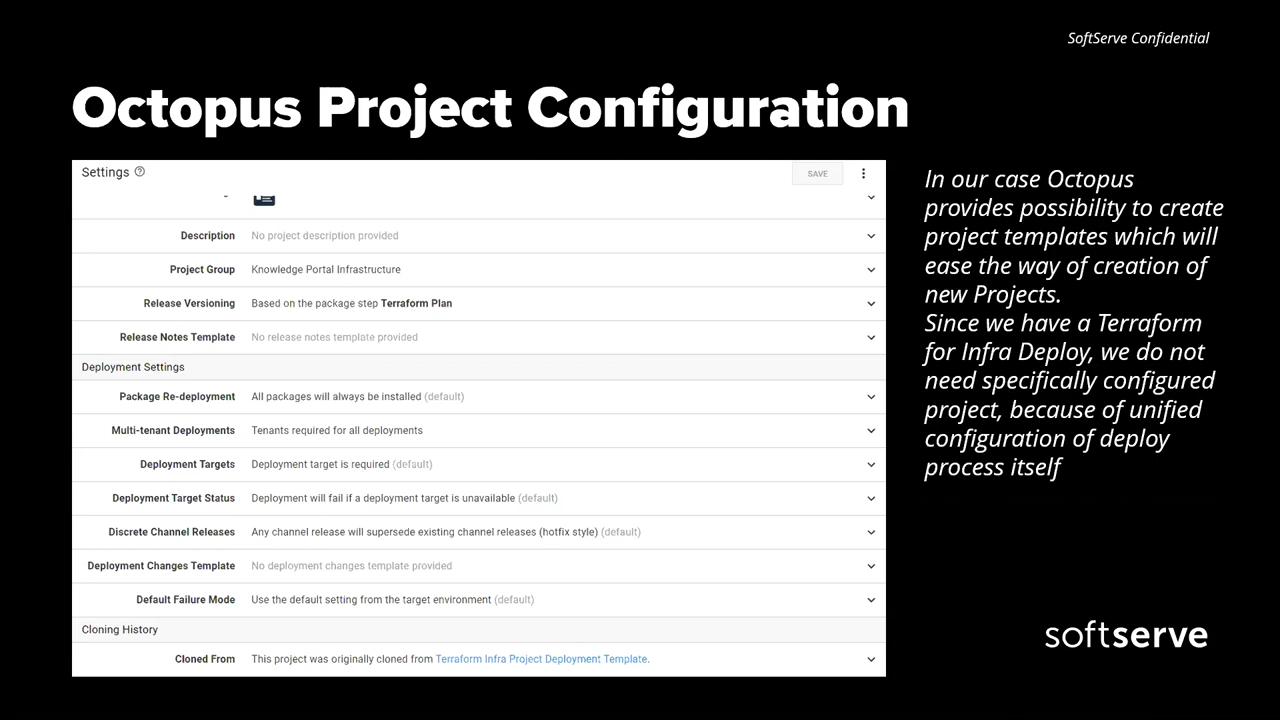 SoftServe Confidential
Octopus Project Configuration
Settings
SAVE
Description No project description provided
Project Group Knowledge Portal Infrastructure
Release Versioning Based on the package step Terraform Plan
Release Notes Template No release notes template provided
Deployment Settings
Package Re-deployment All packages will always be installed (default)
Multi-tenant Deployments Tenants required for all deployments
Deployment Targets Deployment target is required (default)
Deployment Target Status Deployment will fail if a deployment target is unavailable (default)
Discrete Channel Releases Any channel release will supersede existing channel releases (hotfix style) (default)
Deployment Changes Template No deployment changes template provided
Default Failure Mode Use the default setting from the target environment (default)
Cloning History
Cloned From This project was originally cloned from Terraform Infra Project Deployment Template.
In our case Octopus
provides possibility to create
project templates which will
ease the way of creation of
new Projects.
Since we have a Terraform
for Infra Deploy, we do not
need specifically configured
project, because of unified
configuration of deploy
process itself
softserve